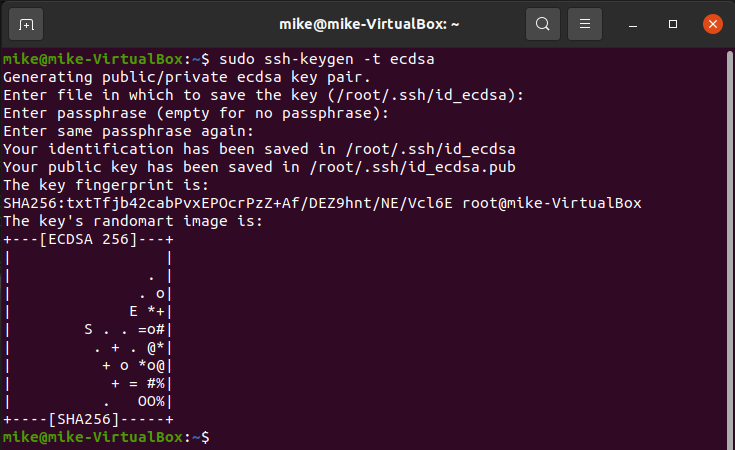 mike@mike-VirtualBox: ~
mike@mike-VirtualBox:~$ sudo ssh-keygen -t ecdsa
Generating public/private ecdsa key pair.
Enter file in which to save the key (/root/.ssh/id_ecdsa):
Enter passphrase (empty for no passphrase):
Enter same passphrase again:
Your identification has been saved in /root/.ssh/id_ecdsa
Your public key has been saved in /root/.ssh/id_ecdsa.pub
The key fingerprint is:
SHA256:txtTfjb42cabPvxEPOcrPzZ+Af/DEZ9hnt/NE/Vcl6E root@mike-VirtualBox
The key's randomart image is:
+---[ECDSA 256]---+
|                 |
|               . |
|              . o|
|             E *+|
|        S . . =o#|
|         . + . @*|
|          + o *o@|
|           + = #%|
|          .   OO%|
+----[SHA256]-----+
mike@mike-VirtualBox:~$